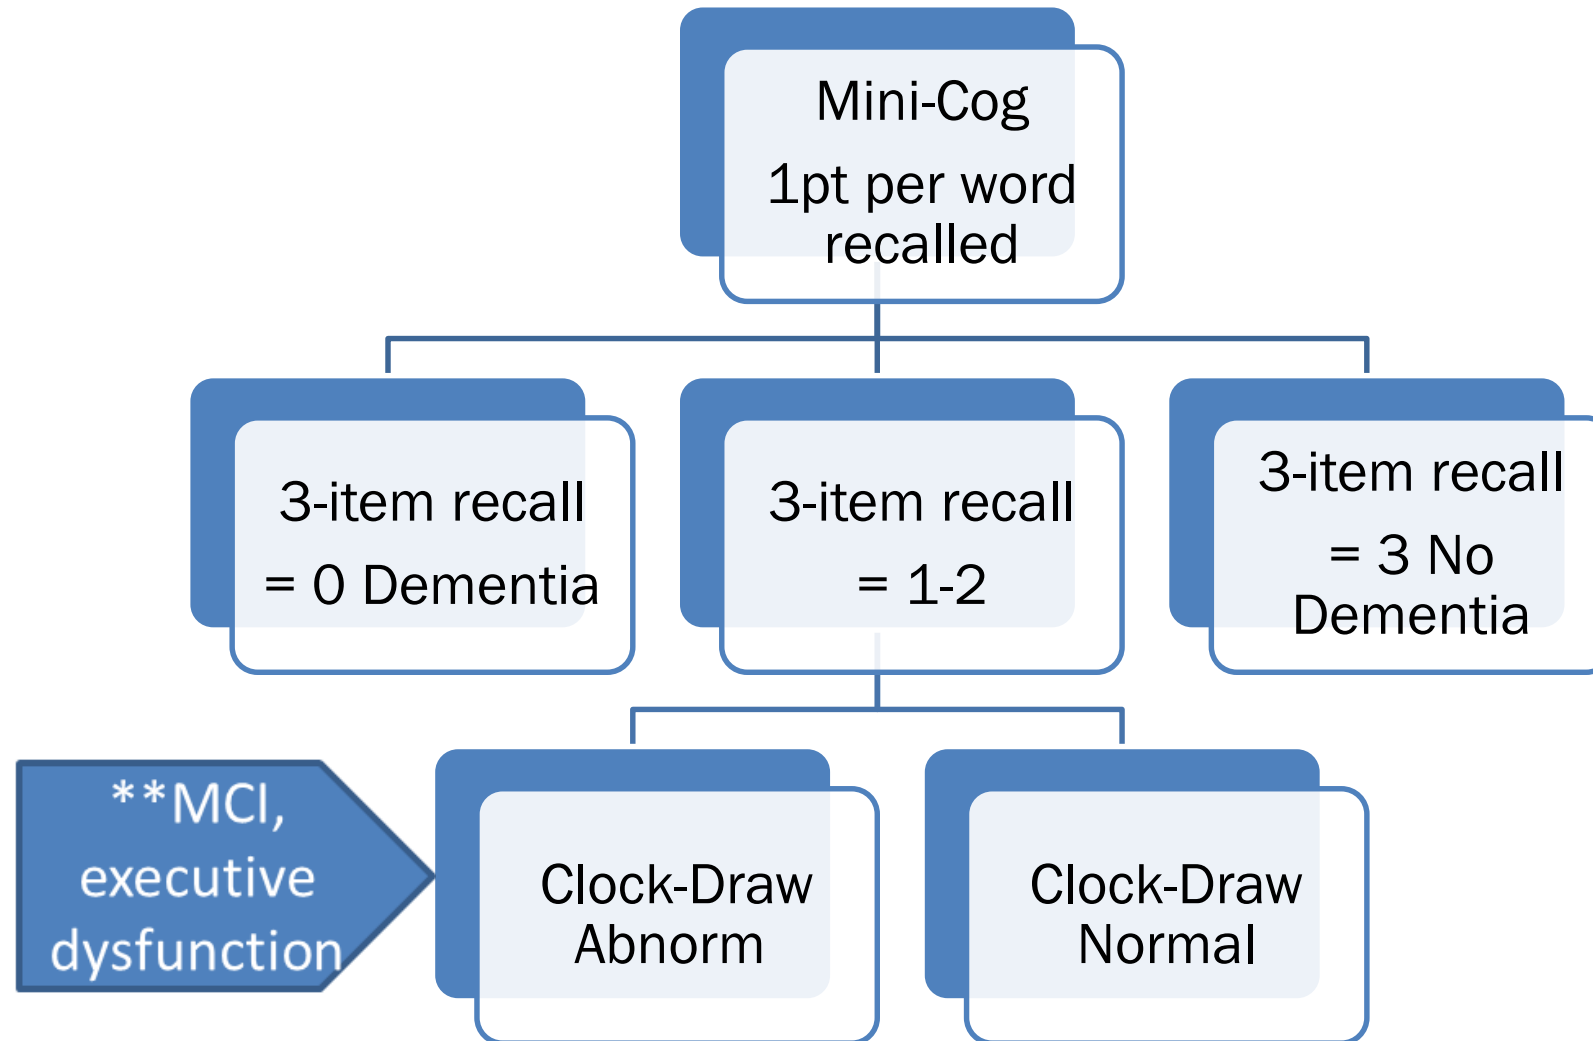 Mini-Cog
1pt per word
recalled
3-item recall
= 0 Dementia
3-item recall
= 1-2
3-item recall
= 3 No
Dementia
**MCI,
executive
dysfunction
Clock-Draw
Abnorm
Clock-Draw
Normal